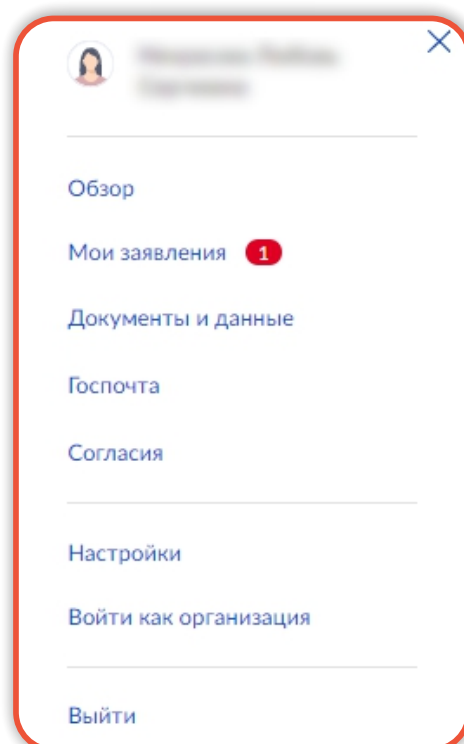 Обзор
Мои заявления 1
Документы и данные
Госпочта
Согласия
Настройки
Войти как организация
Выйти